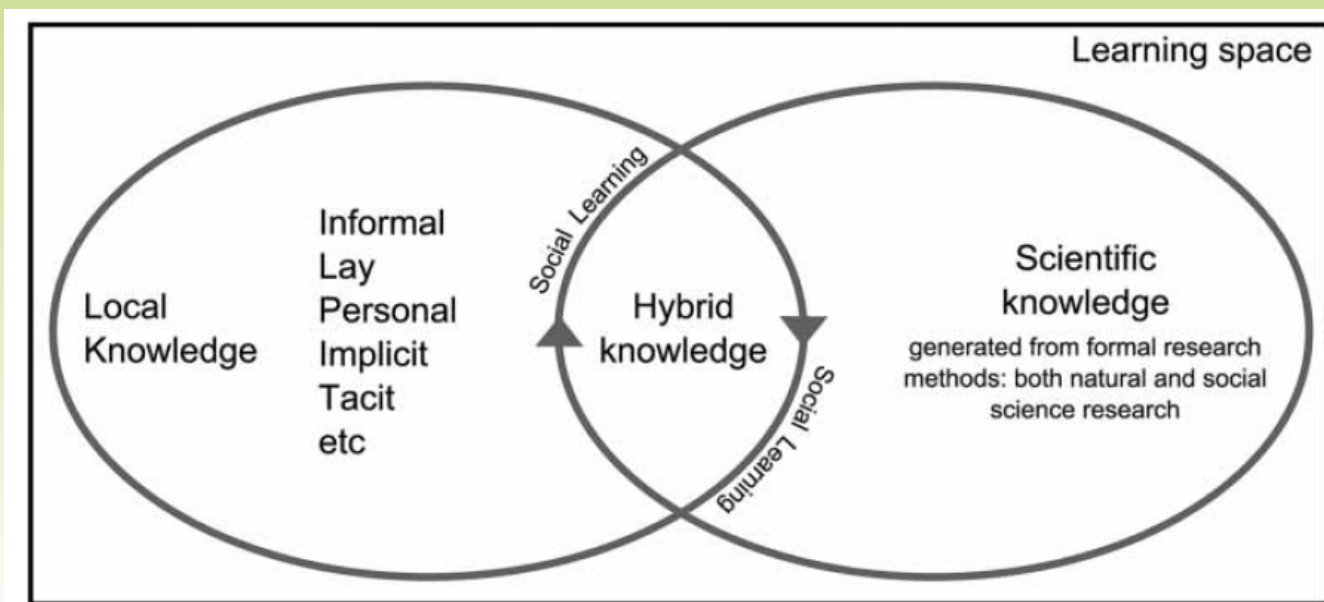 Learning space
Local
Knowledge
Informal
Lay
Personal
Implicit
Tacit
etc
Social Learning
Hybrid
knowledge
Social Learning
Scientific
knowledge
generated from formal research
methods: both natural and social
science research